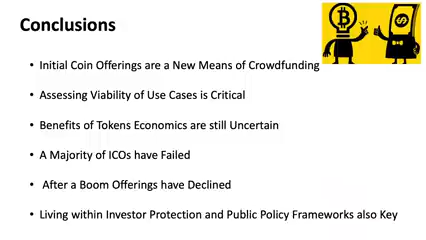 Conclusions
• Initial Coin Offerings are a New Means of Crowdfunding
• Assessing Viability of Use Cases is Critical
• Benefits of Tokens Economics are still Uncertain
• A Majority of ICOs have Failed
• After a Boom Offerings have Declined
• Living within Investor Protection and Public Policy Frameworks also Key